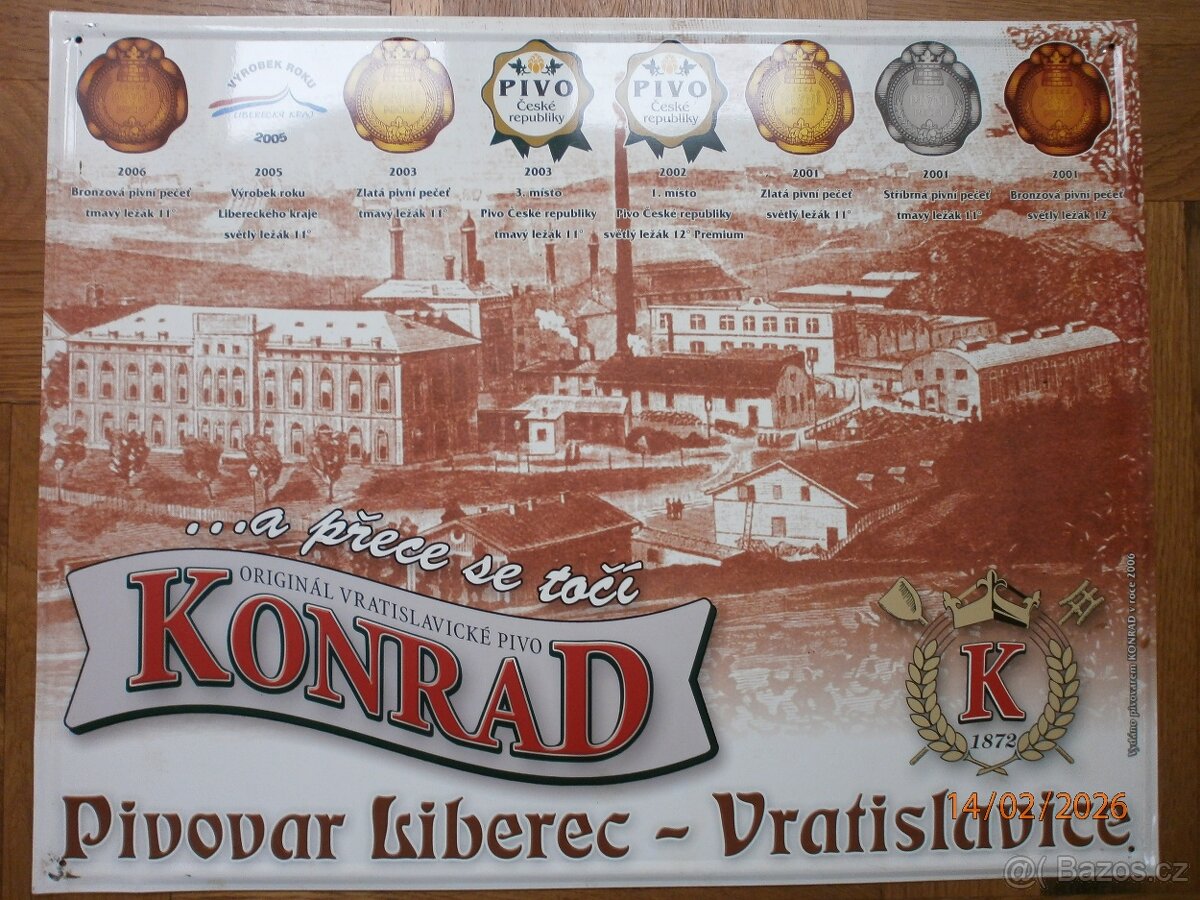 VÝROBEK ROKU
LIBERECKÝ KRAJ
2005
PIVO
České
republiky
PIVO
České
republiky
2006
Bronzová pivní pečeť
tmavý ležák 11°
2005
Výrobek roku
Libereckého kraje
světlý ležák 11°
2003
Zlatá pivní pečeť
tmavý ležák 11°
2003
3. místo
Pivo České republiky
tmavý ležák 11°
2002
1. místo
Pivo České republiky
světlý ležák 12° Premium
2001
Zlatá pivní pečeť
světlý ležák 11°
2001
Stříbrná pivní pečeť
tmavý ležák 11°
2001
Bronzová pivní pečeť
světlý ležák 12°
...a přece se točí
ORIGINÁL VRATISLAVICKÉ PIVO
KONRAD
K
1872
Vydáno pivovarem KONRAD v roce 2006
Pivovar Liberec - Vratislavice
14/02/2026
@( Bazos.cz